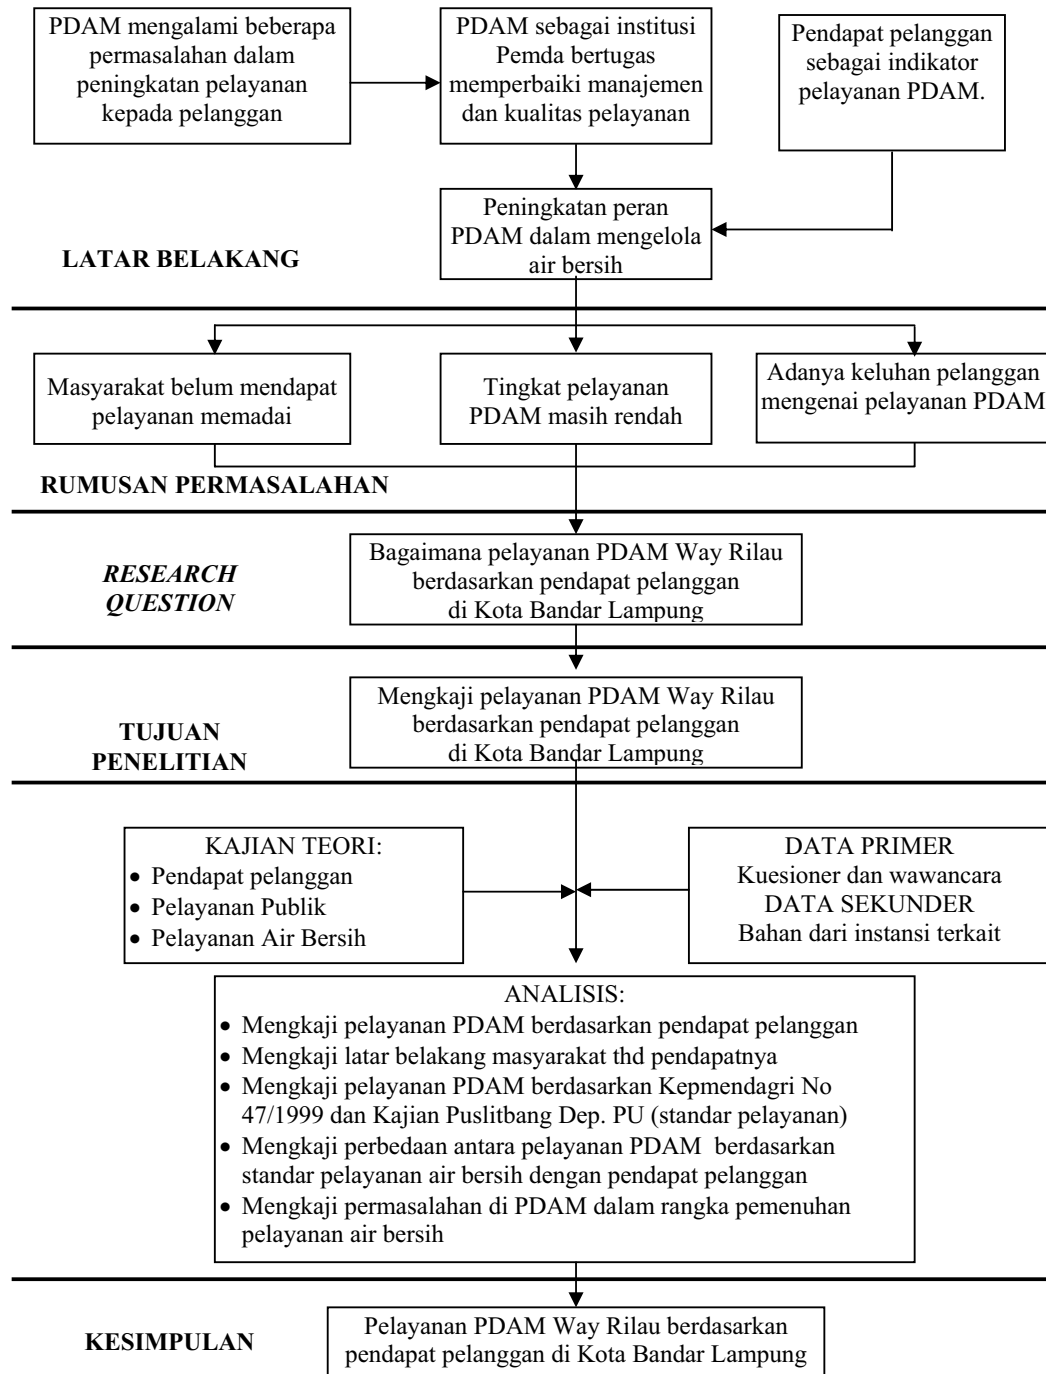 PDAM mengalami beberapa
permasalahan dalam
peningkatan pelayanan
kepada pelanggan
PDAM sebagai institusi
Pemda bertugas
memperbaiki manajemen
dan kualitas pelayanan
Pendapat pelanggan
sebagai indikator
pelayanan PDAM.
Peningkatan peran
PDAM dalam mengelola
air bersih
LATAR BELAKANG
Masyarakat belum mendapat
pelayanan memadai
Tingkat pelayanan
PDAM masih rendah
Adanya keluhan pelanggan
mengenai pelayanan PDAM
RUMUSAN PERMASALAHAN
RESEARCH
QUESTION
Bagaimana pelayanan PDAM Way Rilau
berdasarkan pendapat pelanggan
di Kota Bandar Lampung
TUJUAN
PENELITIAN
Mengkaji pelayanan PDAM Way Rilau
berdasarkan pendapat pelanggan
di Kota Bandar Lampung
KAJIAN TEORI:
• Pendapat pelanggan
• Pelayanan Publik
• Pelayanan Air Bersih
DATA PRIMER
Kuesioner dan wawancara
DATA SEKUNDER
Bahan dari instansi terkait
ANALISIS:
• Mengkaji pelayanan PDAM berdasarkan pendapat pelanggan
• Mengkaji latar belakang masyarakat thd pendapatnya
• Mengkaji pelayanan PDAM berdasarkan Kepmendagri No
47/1999 dan Kajian Puslitbang Dep. PU (standar pelayanan)
• Mengkaji perbedaan antara pelayanan PDAM berdasarkan
standar pelayanan air bersih dengan pendapat pelanggan
• Mengkaji permasalahan di PDAM dalam rangka pemenuhan
pelayanan air bersih
KESIMPULAN
Pelayanan PDAM Way Rilau berdasarkan
pendapat pelanggan di Kota Bandar Lampung